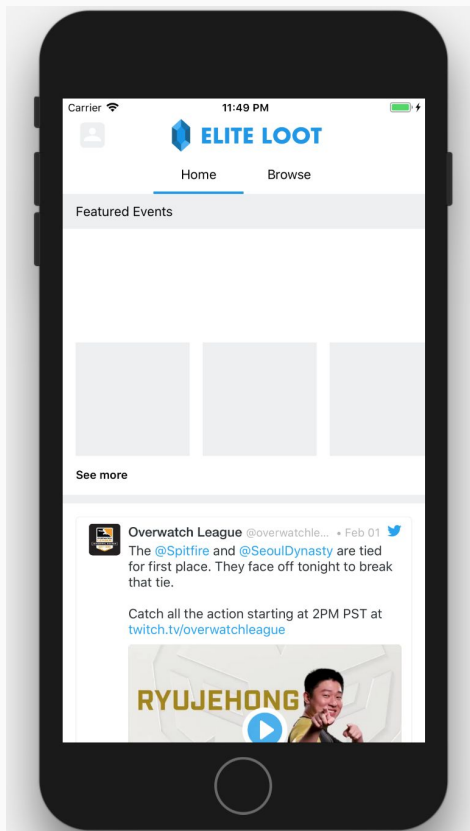 Carrier
11:49 PM
ELITE LOOT
Home Browse
Featured Events
See more
Overwatch League @overwatchle... • Feb 01
The @Spitfire and @SeoulDynasty are tied
for first place. They face off tonight to break
that tie.
Catch all the action starting at 2PM PST at
twitch.tv/overwatchleague
RYUJEHONG